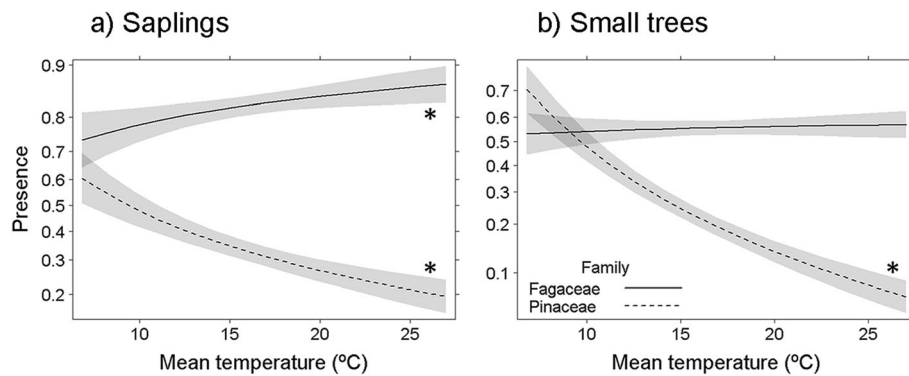 a) Saplings
Presence
0.9
0.8
0.7
0.6
0.5
0.4
0.3
0.2
*
*
10 15 20 25
Mean temperature (ºC)
b) Small trees
0.7
0.6
0.5
0.4
0.3
0.2
0.1
*
Family
Fagaceae
Pinaceae
10 15 20 25
Mean temperature (ºC)